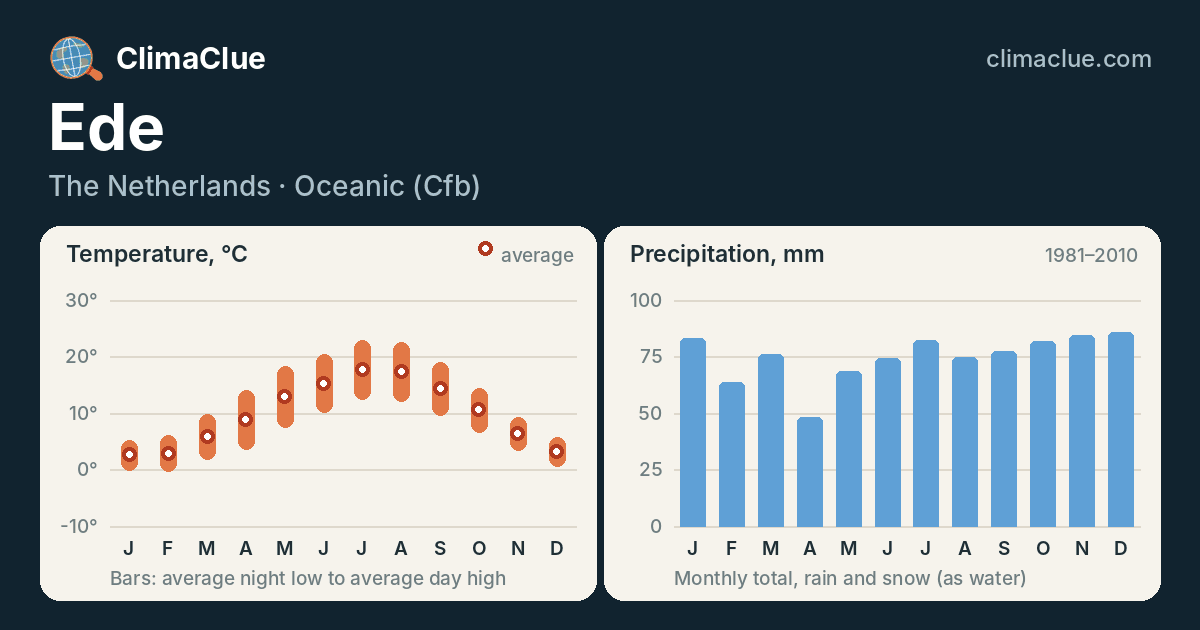 ClimaClue
climaclue.com
Ede
The Netherlands · Oceanic (Cfb)
Temperature, °C
average
30°
20°
10°
0°
-10°
J F M A M J J A S O N D
Bars: average night low to average day high
Precipitation, mm
1981–2010
100
75
50
25
0
J F M A M J J A S O N D
Monthly total, rain and snow (as water)